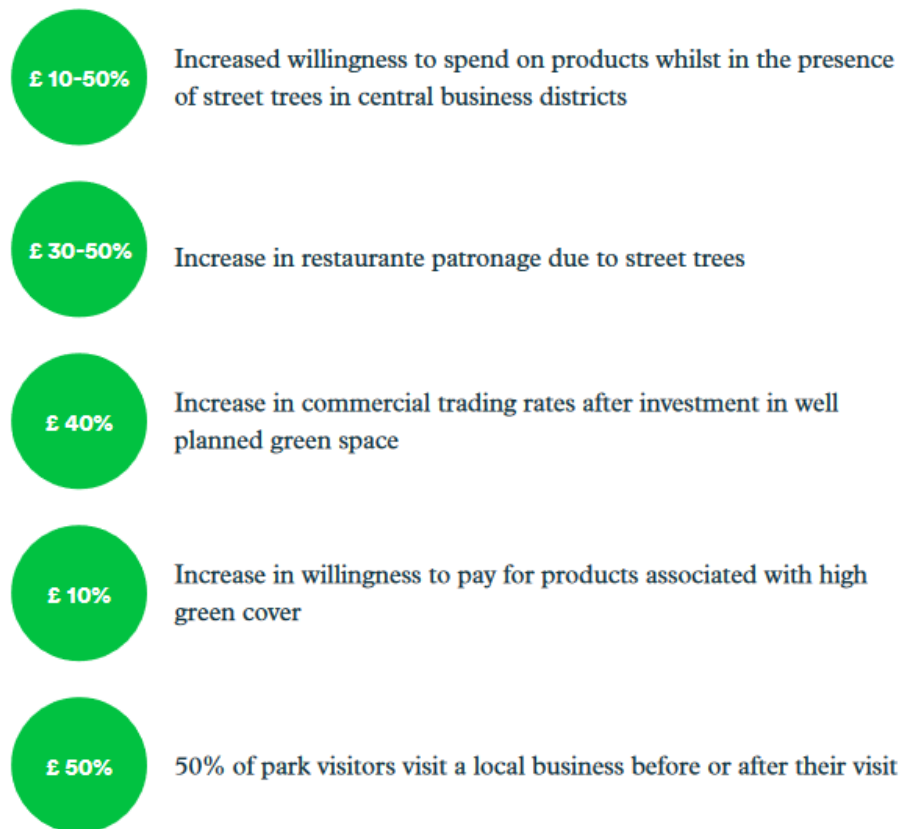 £ 10-50%
Increased willingness to spend on products whilst in the presence
of street trees in central business districts
£ 30-50%
Increase in restaurante patronage due to street trees
£ 40%
Increase in commercial trading rates after investment in well
planned green space
£ 10%
Increase in willingness to pay for products associated with high
green cover
£ 50%
50% of park visitors visit a local business before or after their visit